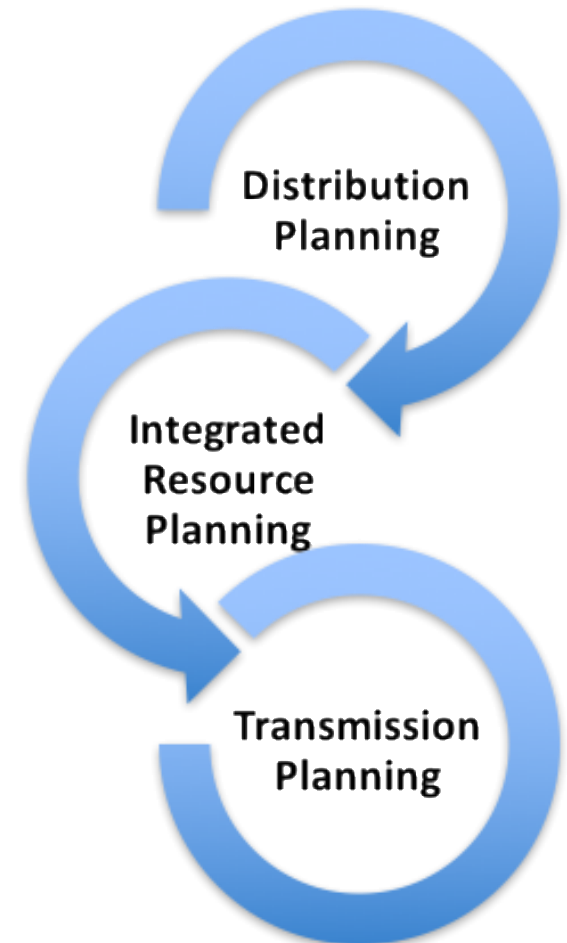 Distribution
Planning
Integrated
Resource
Planning
Transmission
Planning